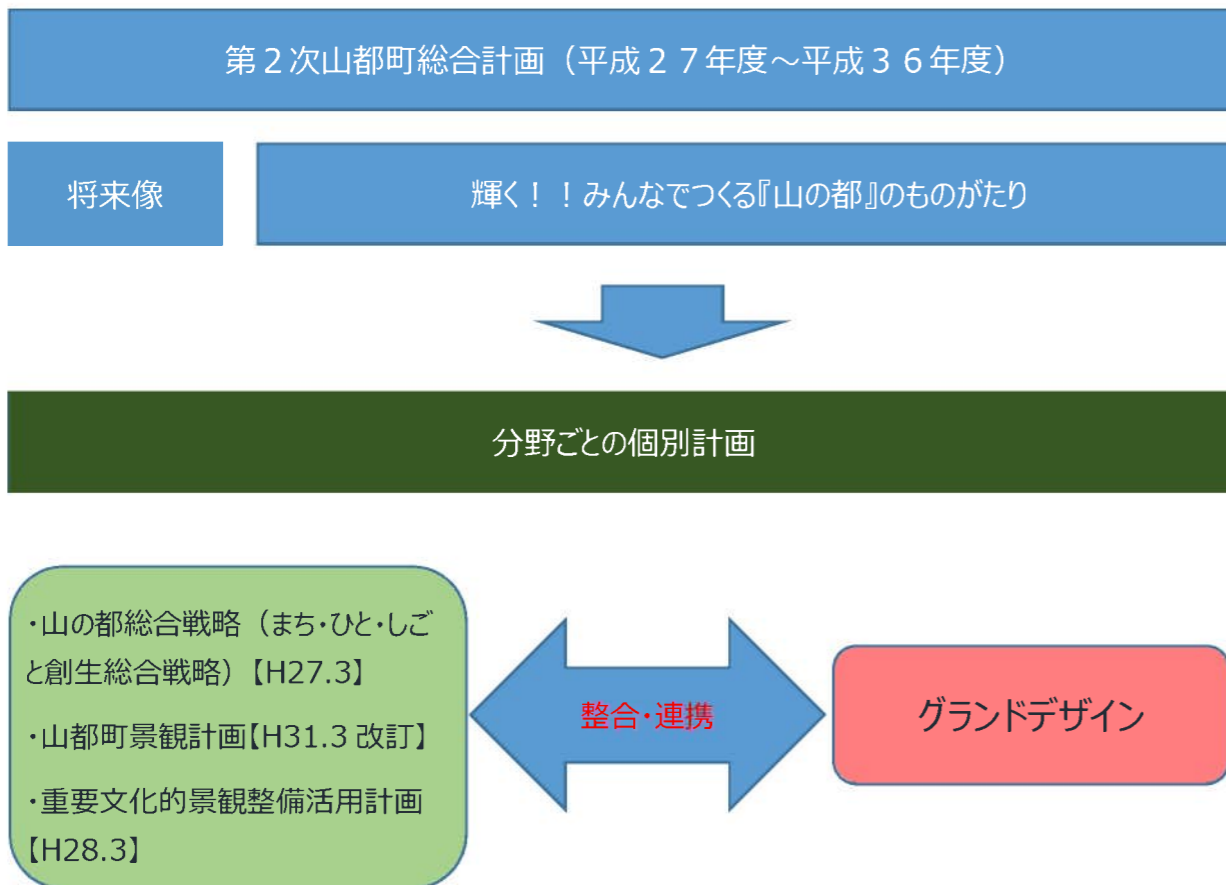 第２次山都町総合計画（平成２７年度～平成３６年度）
将来像
輝く！！みんなでつくる『山の都』のものがたり
分野ごとの個別計画
・山の都総合戦略（まち・ひと・しご
と創生総合戦略）【H27.3】
・山都町景観計画【H31.3 改訂】
・重要文化的景観整備活用計画
【H28.3】
整合・連携
グランドデザイン